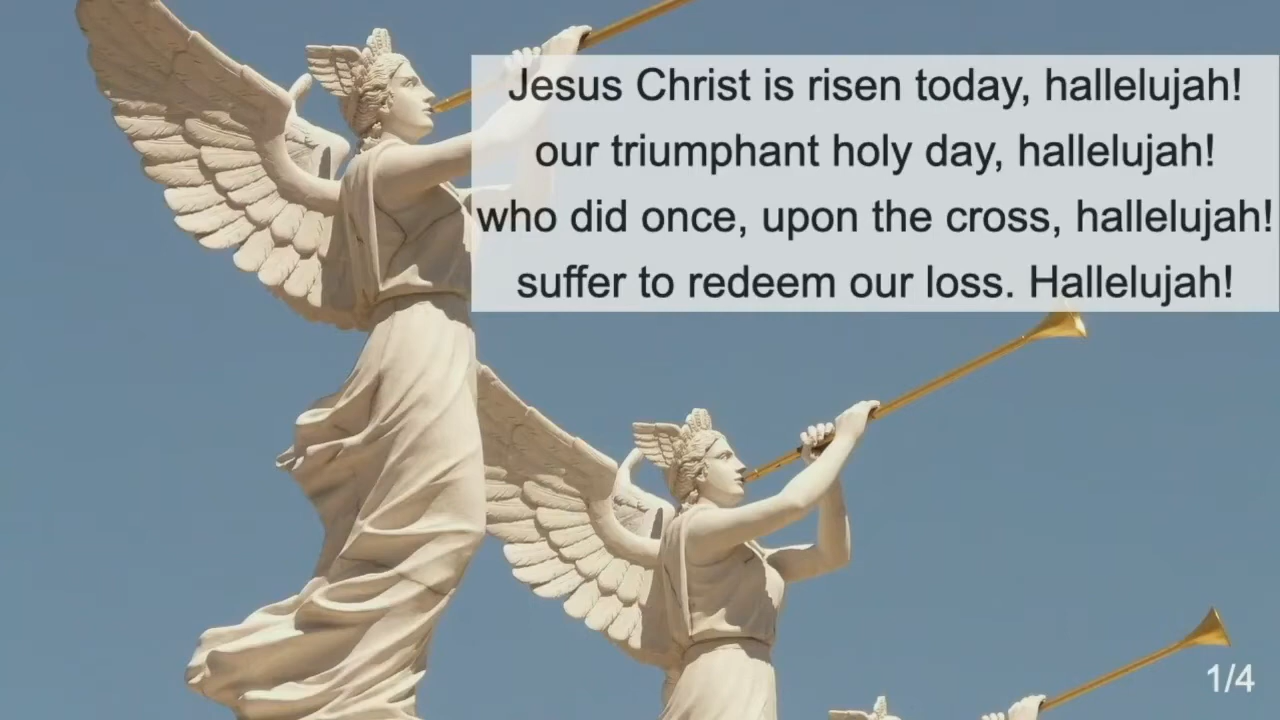 Jesus Christ is risen today, hallelujah!
our triumphant holy day, hallelujah!
who did once, upon the cross, hallelujah!
suffer to redeem our loss. Hallelujah!
1/4